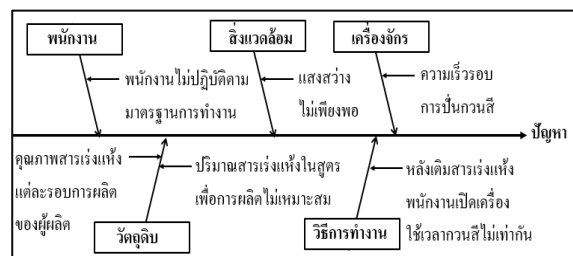 พนักงาน
สิ่งแวดล้อม
เครื่องจักร
พนักงานไม่ปฏิบัติตาม
มาตรฐานการทำงาน
แสงสว่าง
ไม่เพียงพอ
ความเร็วรอบ
การปั่นกวนสี
ปัญหา
คุณภาพสารเร่งแห้ง
แต่ละรอบการผลิต
ของผู้ผลิต
ปริมาณสารเร่งแห้งในสูตร
เพื่อการผลิตไม่เหมาะสม
หลังเติมสารเร่งแห้ง
พนักงานเปิดเครื่อง
ใช้เวลากวนสีไม่เท่ากัน
วัตถุดิบ
วิธีการทำงาน